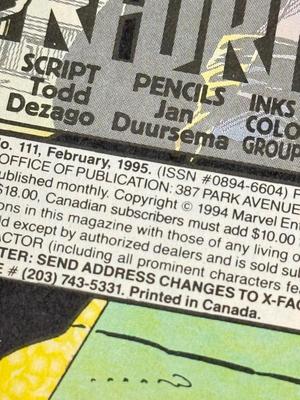 SCRIPT PENCILS INKS
Todd Jan COLO
Dezago Duursema GROUP
No. 111, February, 1995. (ISSN #0894-6604)
OFFICE OF PUBLICATION: 387 PARK AVENUE
ublished monthly. Copyright © 1994 Marvel Ent
$18.00, Canadian subscribers must add $10.00
ons in this magazine with those of any living o
ld except by authorized dealers and is sold sub
ACTOR (including all prominent characters fea
TER: SEND ADDRESS CHANGES TO X-FAC
E # (203) 743-5331. Printed in Canada.